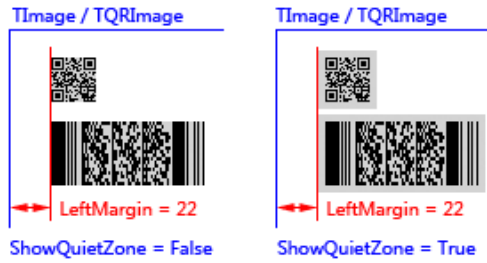 TImage / TQRImage
LeftMargin = 22
ShowQuietZone = False
TImage / TQRImage
LeftMargin = 22
ShowQuietZone = True